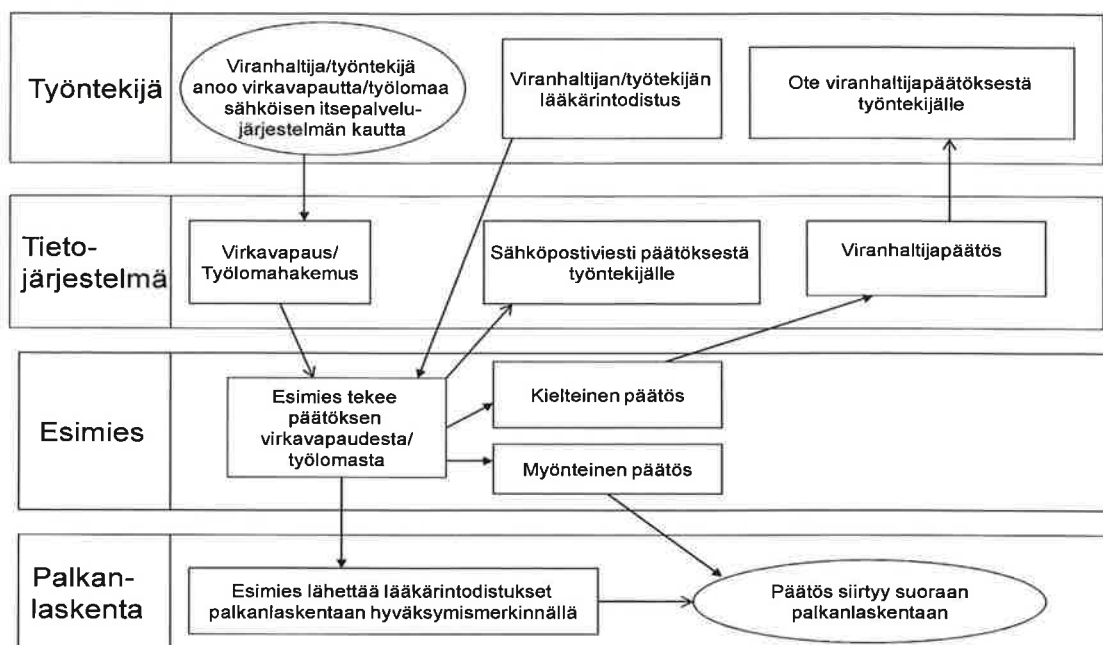 Työntekijä
Viranhaltija/työntekijä
anoo virkavapautta/työlomaa
sähköisen itsepalvelu-
järjestelmän kautta
Viranhaltijan/työtekijän
lääkärintodistus
Ote viranhaltijapäätöksestä
työntekijälle
Tieto-
järjestelmä
Virkavapaus/
Työlomahakemus
Sähköpostiviesti päätöksestä
työntekijälle
Viranhaltijapäätös
Esimies
Esimies tekee
päätöksen
virkavapaudesta/
työlomasta
Kielteinen päätös
Myönteinen päätös
Palkan-
laskenta
Esimies lähettää lääkärintodistukset
palkanlaskentaan hyväksymismerkinnällä
Päätös siirtyy suoraan
palkanlaskentaan